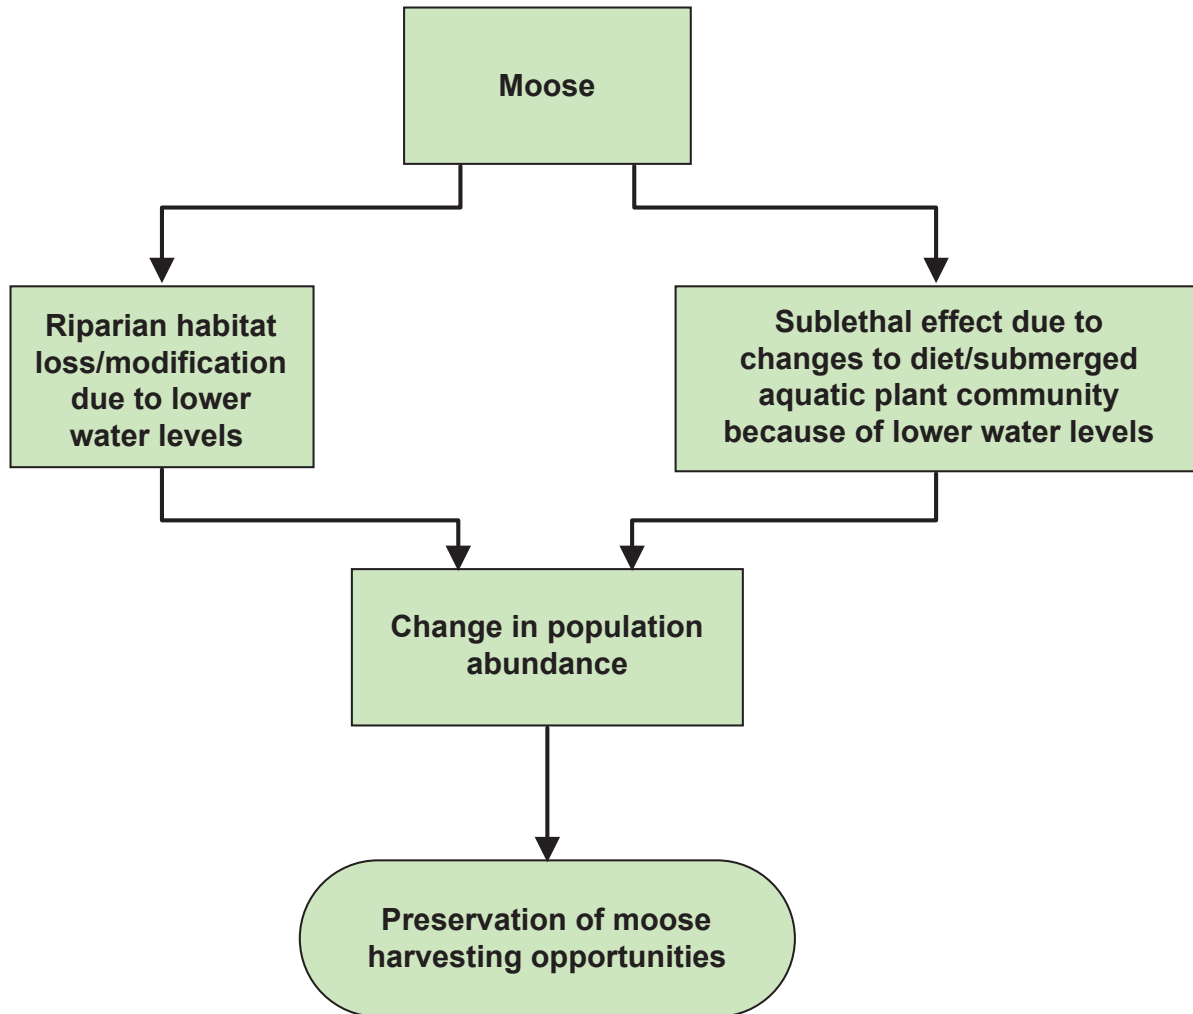 Moose
Riparian habitat
loss/modification
due to lower
water levels
Sublethal effect due to
changes to diet/submerged
aquatic plant community
because of lower water levels
Change in population
abundance
Preservation of moose
harvesting opportunities